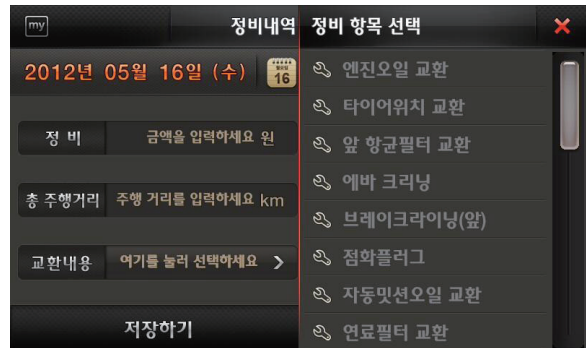 my
정비내역
2012년 05월 16일 (수)
16
정 비
금액을 입력하세요 원
총 주행거리
주행 거리를 입력하세요 km
교환내용
여기를 눌러 선택하세요
저장하기
정비 항목 선택
엔진오일 교환
타이어위치 교환
앞 항균필터 교환
에바 크리닝
브레이크라이닝(앞)
점화플러그
자동밋션오일 교환
연료필터 교환